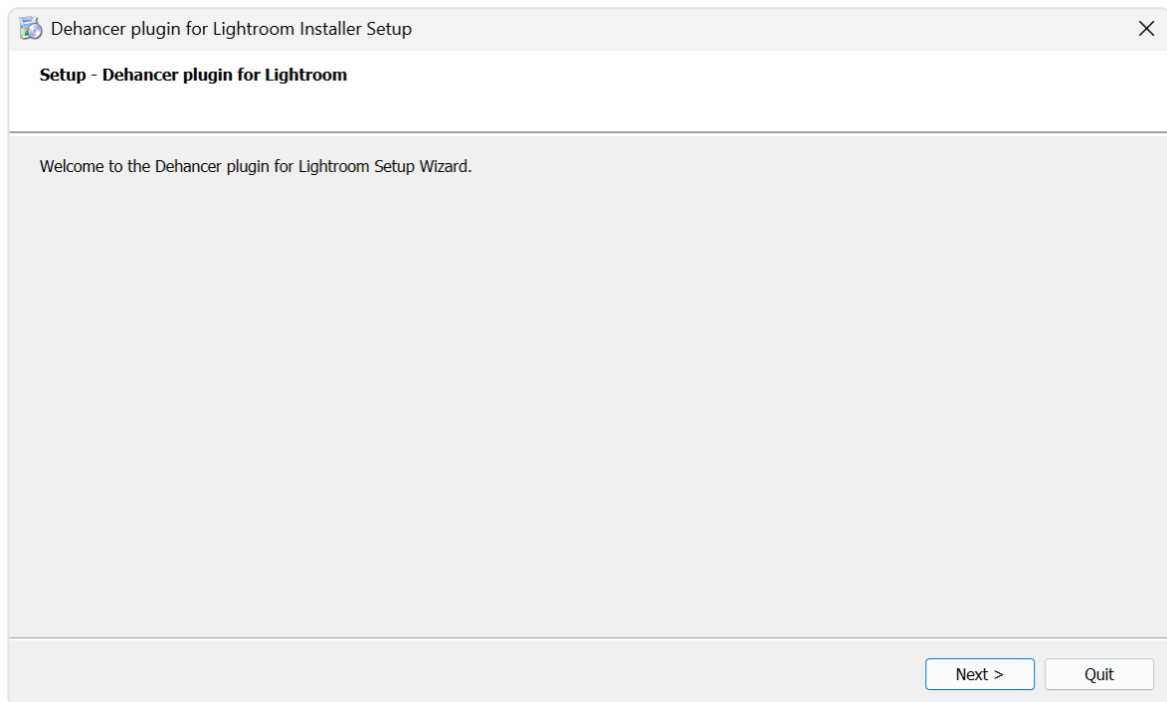 Dehancer plugin for Lightroom Installer Setup
Setup - Dehancer plugin for Lightroom
Welcome to the Dehancer plugin for Lightroom Setup Wizard.
Next >
Quit